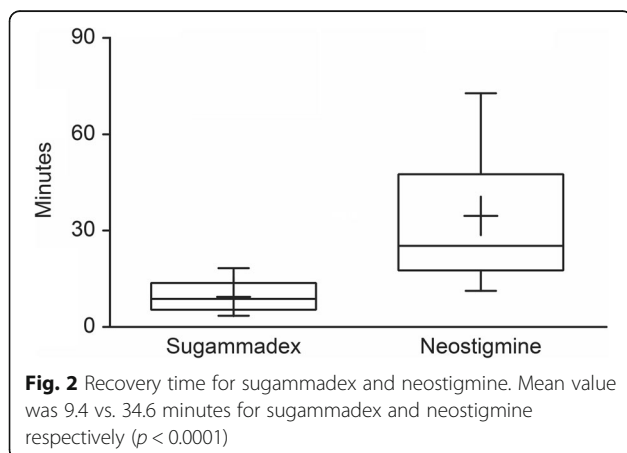 90
60
30
0
Minutes
Sugammadex
Neostigmine
Fig. 2 Recovery time for sugammadex and neostigmine. Mean value
was 9.4 vs. 34.6 minutes for sugammadex and neostigmine
respectively (p < 0.0001)